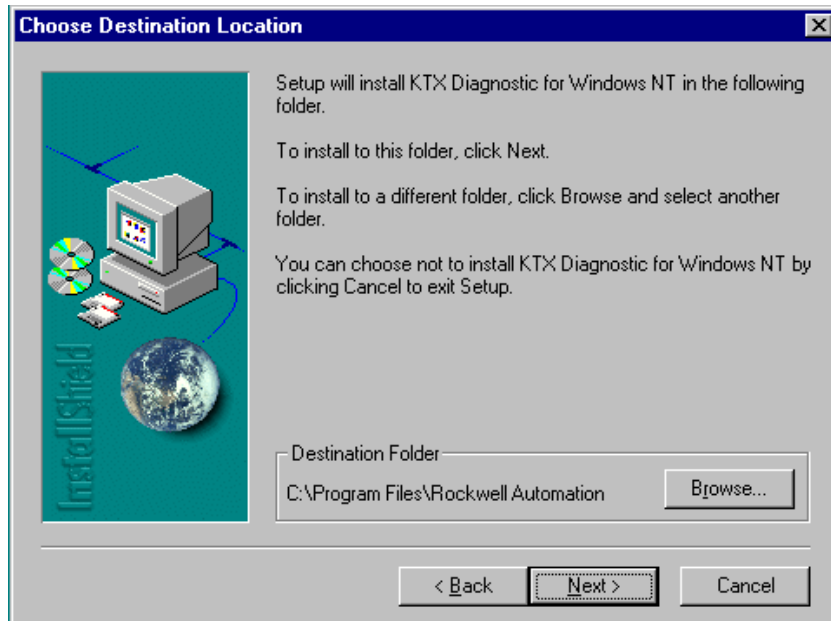 Choose Destination Location
Setup will install KTX Diagnostic for Windows NT in the following
folder.
To install to this folder, click Next.
To install to a different folder, click Browse and select another
folder.
You can choose not to install KTX Diagnostic for Windows NT by
clicking Cancel to exit Setup.
InstallShield
Destination Folder
C:\Program Files\Rockwell Automation
Browse...
< Back
Next >
Cancel